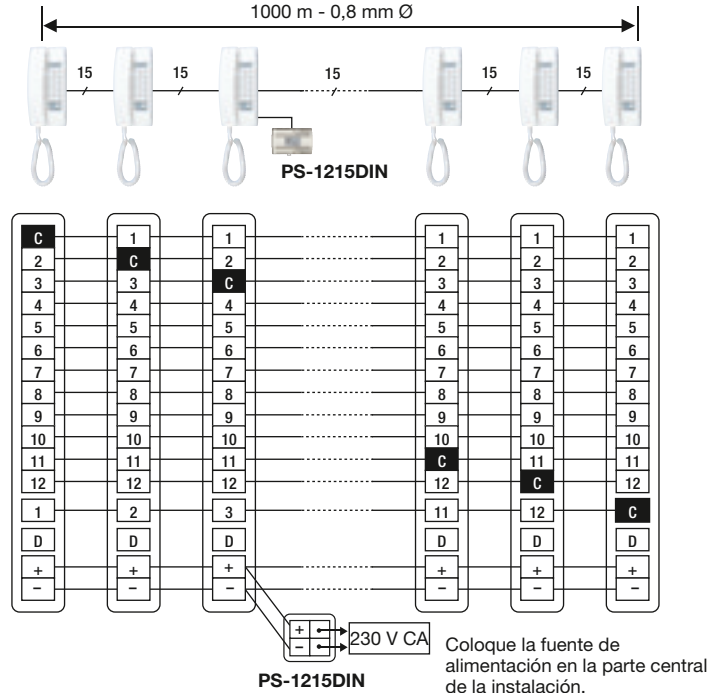 1000 m - 0,8 mm Ø
15 15 15 15 15
PS-1215DIN
C 1 1 1 1 1
2 C 2 2 2 2
3 3 C 3 3 3
4 4 4 4 4 4
5 5 5 5 5 5
6 6 6 6 6 6
7 7 7 7 7 7
8 8 8 8 8 8
9 9 9 9 9 9
10 10 10 10 10 10
11 11 11 C 11 11
12 12 12 12 C 12
1 2 3 11 12 C
D D D D D D
+ + + + + +
– – – – – –
+ 230 V CA
–
PS-1215DIN
Coloque la fuente de
alimentación en la parte central
de la instalación.